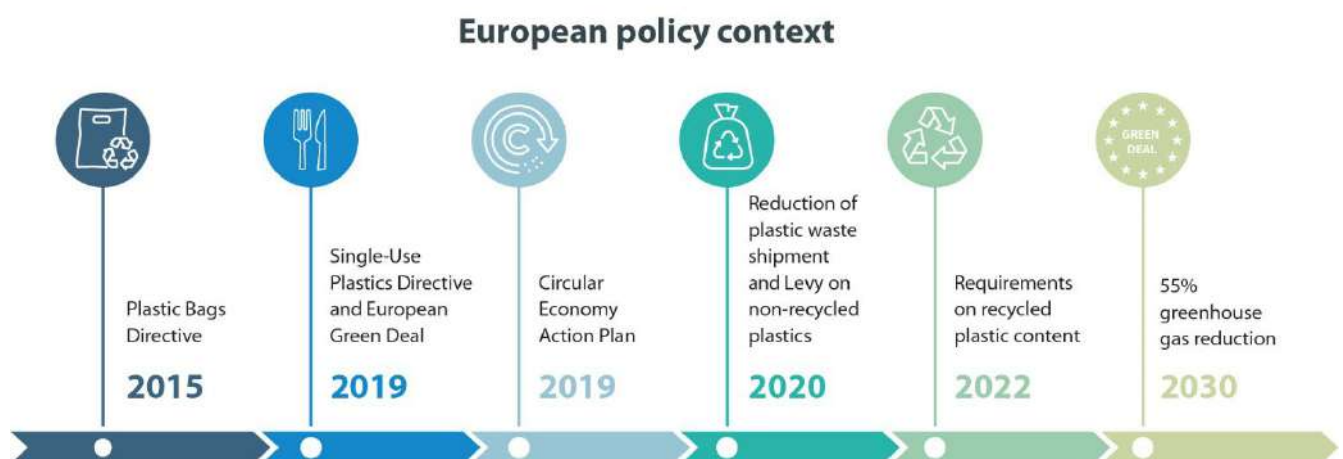 European policy context
Plastic Bags
Directive
2015
Single-Use
Plastics Directive
and European
Green Deal
2019
C
Circular
Economy
Action Plan
2019
Reduction of
plastic waste
shipment
and Levy on
non-recycled
plastics
2020
Requirements
on recycled
plastic content
2022
GREEN
DEAL
55%
greenhouse
gas reduction
2030